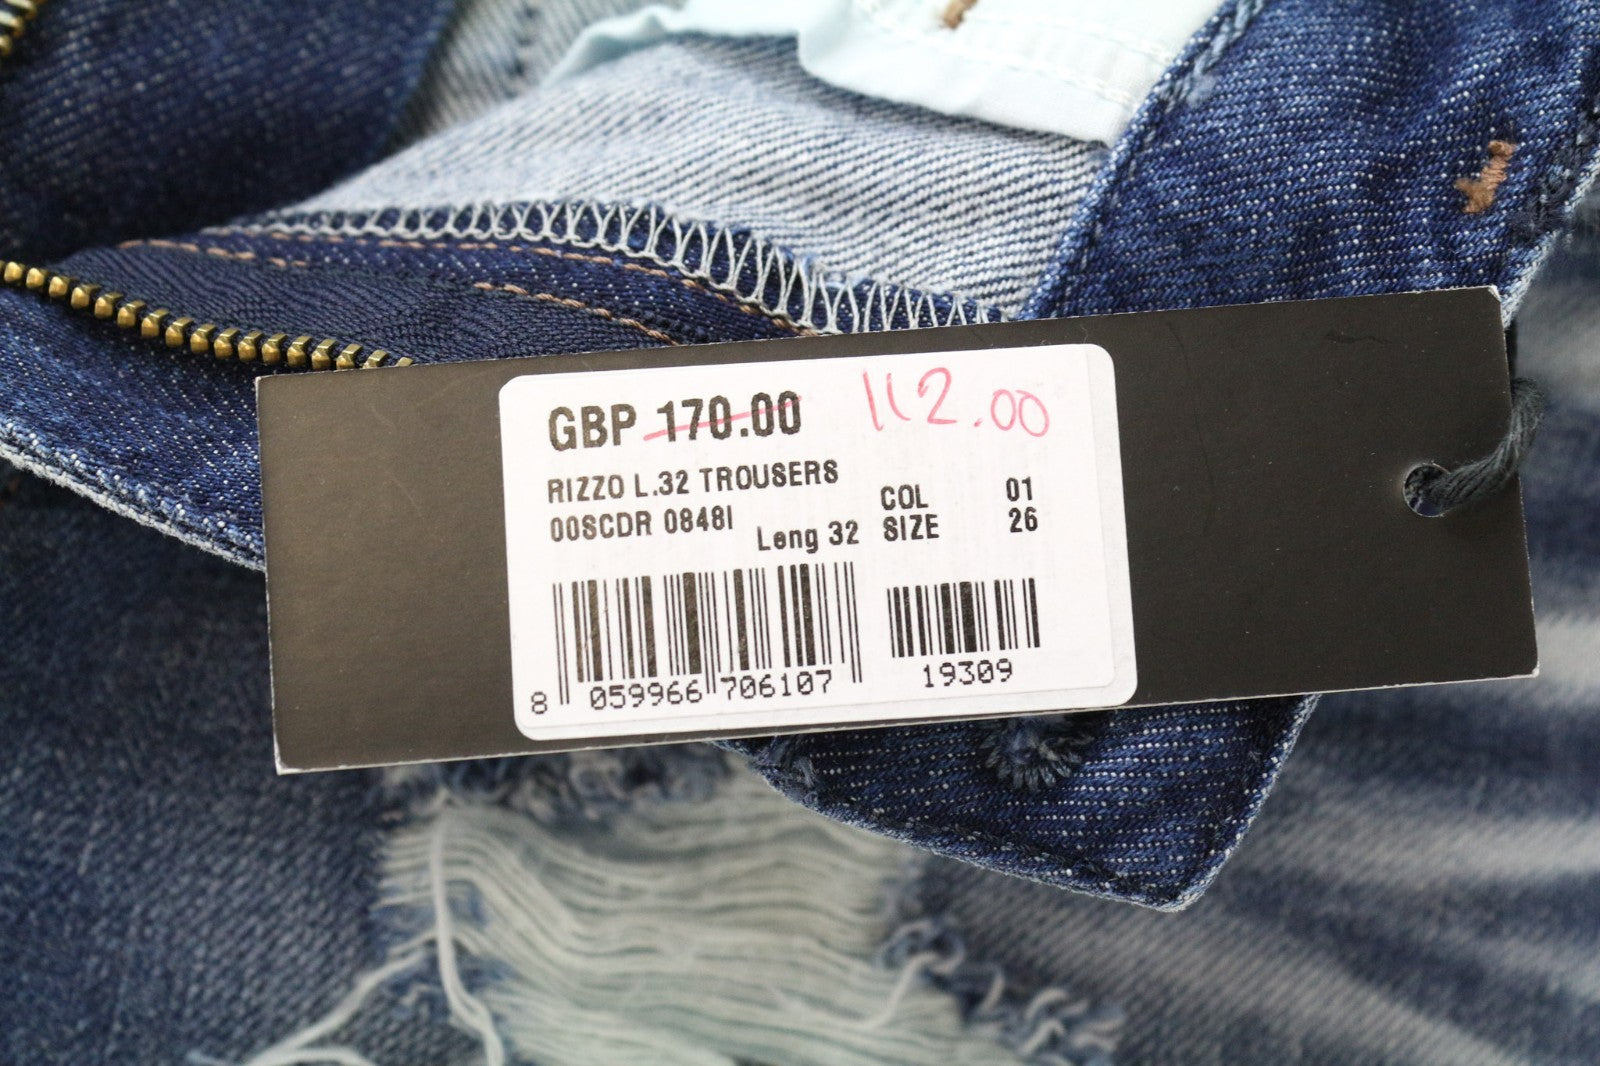 GBP 170.00 112.00
RIZZO L.32 TROUSERS
00SCDR 0848I Leng 32
COL 01
SIZE 26
8 059966 706107
19309